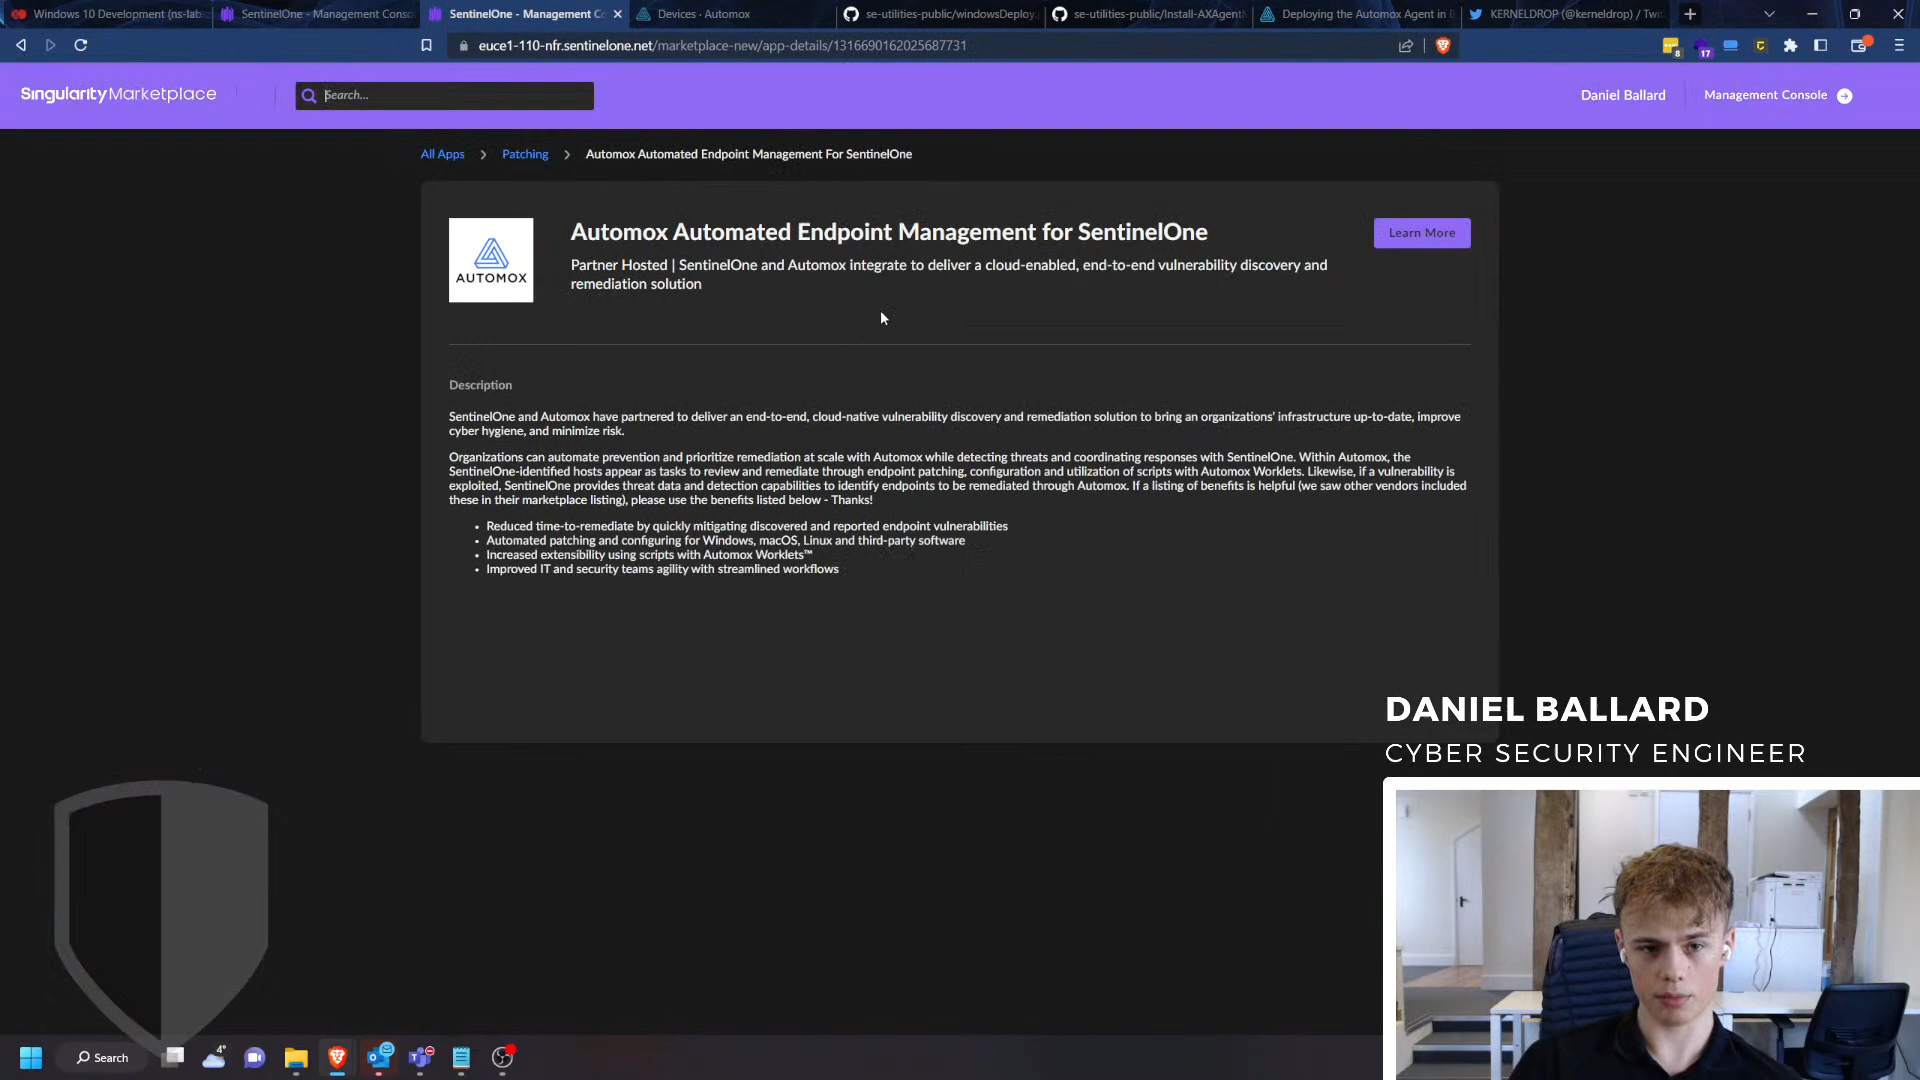 Windows 10 Development (ns-lab
SentinelOne - Management Conso
SentinelOne - Management Co
Devices · Automox
se-utilities-public/windowsDeploy.
se-utilities-public/Install-AXAgent
Deploying the Automox Agent in B
KERNELDROP (@kerneldrop) / Twit
euce1-110-nfr.sentinelone.net/marketplace-new/app-details/1316690162025687731
8
17
Singularity Marketplace
Search...
Daniel Ballard
Management Console
All Apps
Patching
Automox Automated Endpoint Management For SentinelOne
AUTOMOX
Automox Automated Endpoint Management for SentinelOne
Learn More
Partner Hosted | SentinelOne and Automox integrate to deliver a cloud-enabled, end-to-end vulnerability discovery and
remediation solution
Description
SentinelOne and Automox have partnered to deliver an end-to-end, cloud-native vulnerability discovery and remediation solution to bring an organizations' infrastructure up-to-date, improve
cyber hygiene, and minimize risk.
Organizations can automate prevention and prioritize remediation at scale with Automox while detecting threats and coordinating responses with SentinelOne. Within Automox, the
SentinelOne-identified hosts appear as tasks to review and remediate through endpoint patching, configuration and utilization of scripts with Automox Worklets. Likewise, if a vulnerability is
exploited, SentinelOne provides threat data and detection capabilities to identify endpoints to be remediated through Automox. If a listing of benefits is helpful (we saw other vendors included
these in their marketplace listing), please use the benefits listed below - Thanks!
• Reduced time-to-remediate by quickly mitigating discovered and reported endpoint vulnerabilities
• Automated patching and configuring for Windows, macOS, Linux and third-party software
• Increased extensibility using scripts with Automox Worklets™
• Improved IT and security teams agility with streamlined workflows
DANIEL BALLARD
CYBER SECURITY ENGINEER
Search
4°